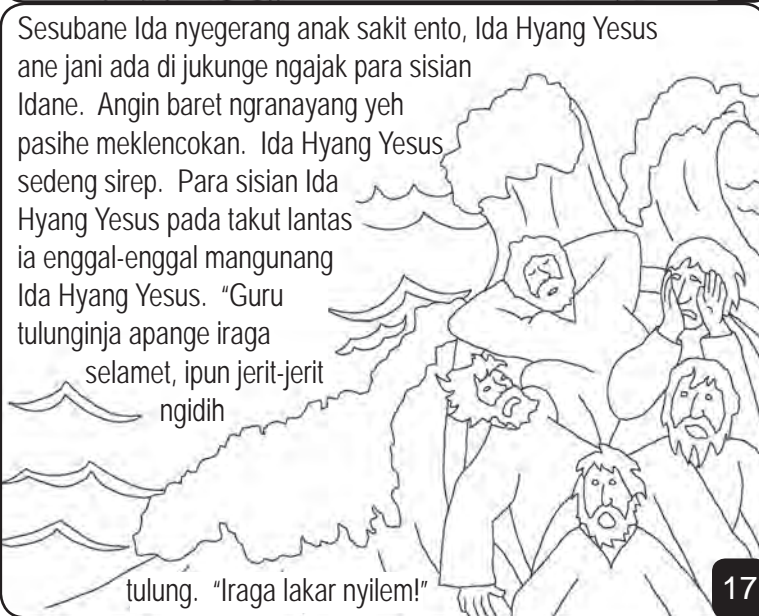 Sesubane Ida nyegerang anak sakit ento, Ida Hyang Yesus
ane jani ada di jukunge ngajak para sisian
Idane. Angin baret ngranayang yeh
pasihe meklencokan. Ida Hyang Yesus
sedeng sirep. Para sisian Ida
Hyang Yesus pada takut lantas
ia enggal-enggal mangunang
Ida Hyang Yesus. “Guru
tulunginja apange iraga
selamet, ipun jerit-jerit
ngidih
tulung. “Iraga lakar nyilem!”
17